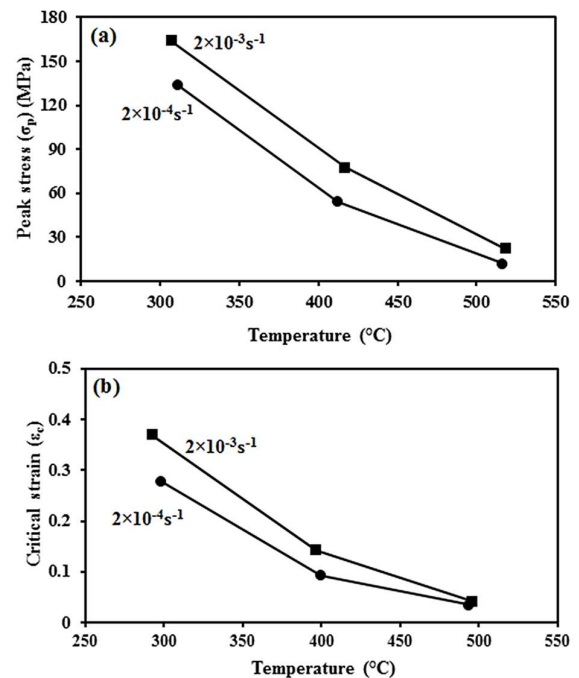 (a)
180
150
120
90
60
30
0
Peak stress (σp) (MPa)
2×10-3s-1
2×10-4s-1
250 300 350 400 450 500 550
Temperature (°C)
(b)
0.5
0.4
0.3
0.2
0.1
0
Critical strain (εc)
2×10-3s-1
2×10-4s-1
250 300 350 400 450 500 550
Temperature (°C)